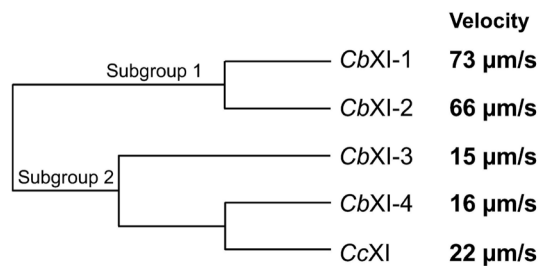 Velocity
Subgroup 1
CbXI-1 73 µm/s
CbXI-2 66 µm/s
CbXI-3 15 µm/s
Subgroup 2
CbXI-4 16 µm/s
CcXI 22 µm/s